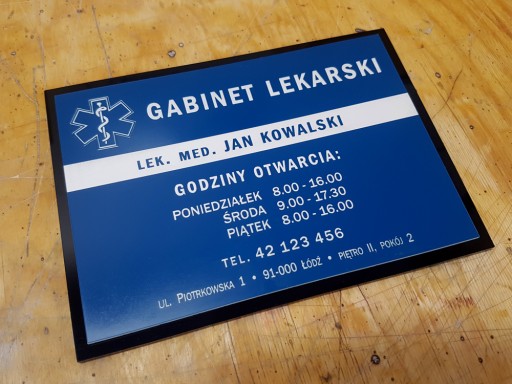 GABINET LEKARSKI
LEK. MED. JAN KOWALSKI
GODZINY OTWARCIA:
PONIEDZIAŁEK 8.00 - 16.00
ŚRODA 9.00 - 17.30
PIĄTEK 8.00 - 16.00
TEL. 42 123 456
UL. PIOTRKOWSKA 1 • 91-000 ŁÓDŹ • PIĘTRO II, POKÓJ 2